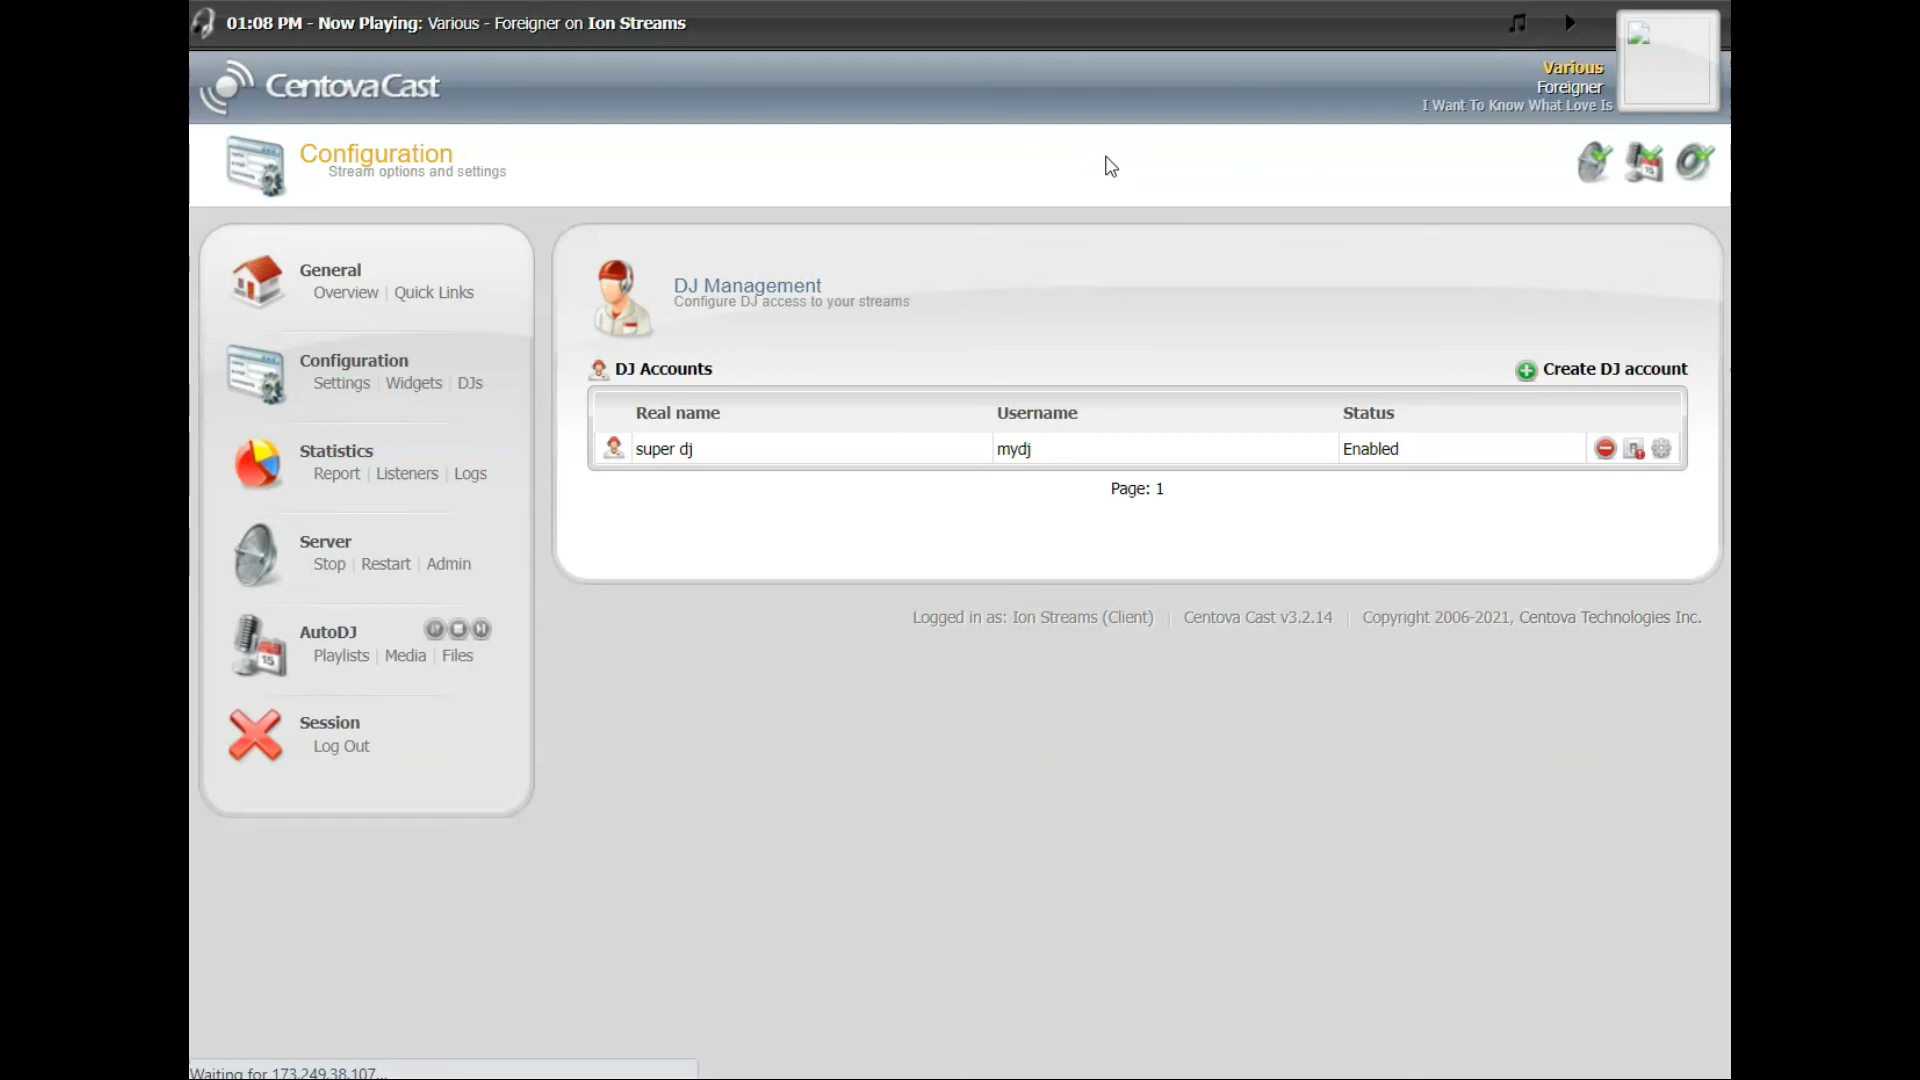 01:08 PM - Now Playing: Various - Foreigner on Ion Streams
CentovaCast
Various
Foreigner
I Want To Know What Love Is
Configuration
Stream options and settings
General
Overview | Quick Links
Configuration
Settings | Widgets | DJs
Statistics
Report | Listeners | Logs
Server
Stop | Restart | Admin
AutoDJ
Playlists | Media | Files
Session
Log Out
DJ Management
Configure DJ access to your streams
DJ Accounts
Create DJ account
Real name Username Status
super dj mydj Enabled
Page: 1
Logged in as: Ion Streams (Client) | Centova Cast v3.2.14 | Copyright 2006-2021, Centova Technologies Inc.
Waiting for 173.249.38.107...